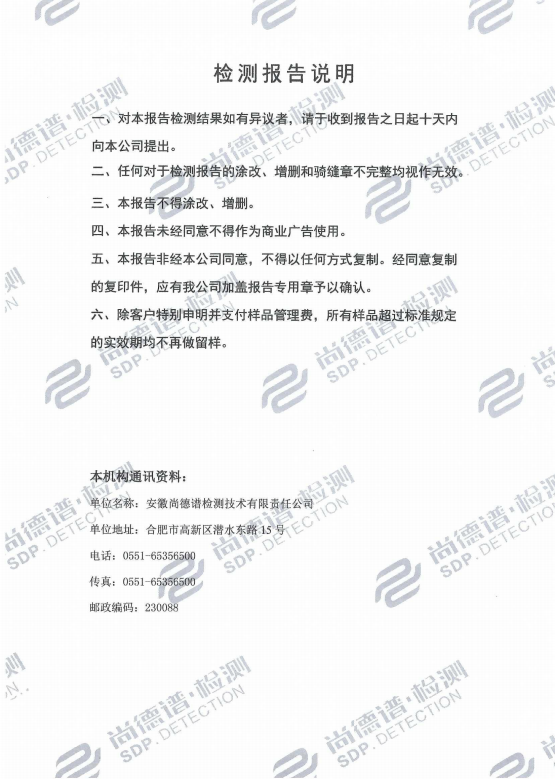 检测报告说明
一、对本报告检测结果如有异议者，请于收到报告之日起十天内
向本公司提出。
二、任何对于检测报告的涂改、增删和骑缝章不完整均视作无效。
三、本报告不得涂改、增删。
四、本报告未经同意不得作为商业广告使用。
五、本报告非经本公司同意，不得以任何方式复制。经同意复制
的复印件，应有我公司加盖报告专用章予以确认。
六、除客户特别申明并支付样品管理费，所有样品超过标准规定
的实效期均不再做留样。
本机构通讯资料：
单位名称：安徽尚德谱检测技术有限责任公司
单位地址：合肥市高新区潜水东路 15 号
电话：0551-65356500
传真：0551-65356500
邮政编码：230088
尚德谱·检测
SDP.DETECTION